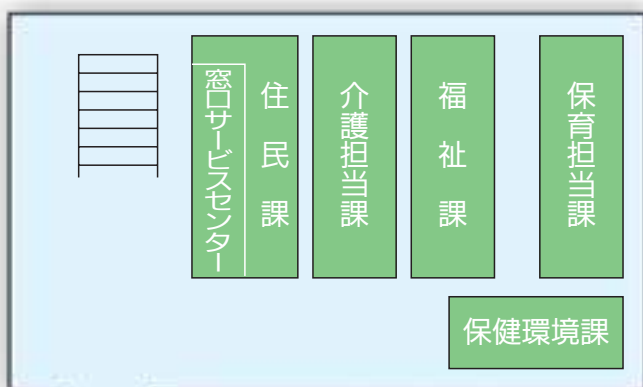 窓口サービスセンター
住民課
介護担当課
福祉課
保育担当課
保健環境課